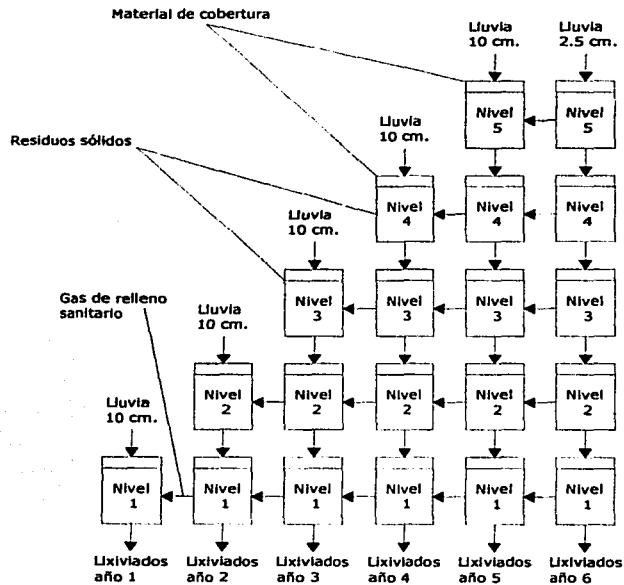 Material de cobertura
Lluvia
10 cm.
Lluvia
2.5 cm.
Nivel
5
Nivel
5
Lluvia
10 cm.
Residuos sólidos
Nivel
4
Nivel
4
Nivel
4
Lluvia
10 cm.
Gas de relleno
sanitario
Nivel
3
Nivel
3
Nivel
3
Nivel
3
Lluvia
10 cm.
Nivel
2
Nivel
2
Nivel
2
Nivel
2
Nivel
2
Lluvia
10 cm.
Nivel
1
Nivel
1
Nivel
1
Nivel
1
Nivel
1
Nivel
1
Lixiviados
año 1
Lixiviados
año 2
Lixiviados
año 3
Lixiviados
año 4
Lixiviados
año 5
Lixiviados
año 6